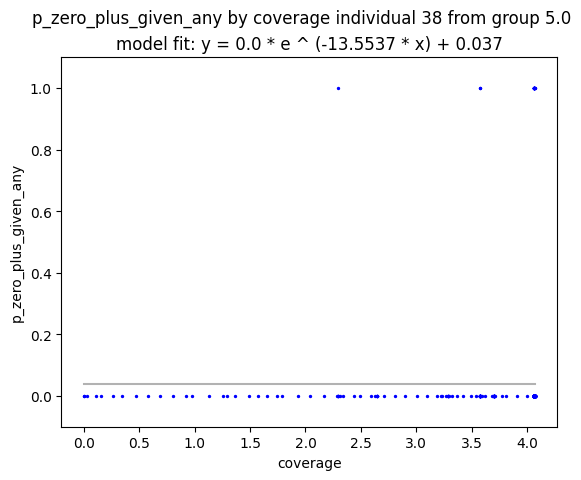 p_zero_plus_given_any by coverage individual 38 from group 5.0
model fit: y = 0.0 * e ^ (-13.5537 * x) + 0.037
p_zero_plus_given_any
1.0
0.8
0.6
0.4
0.2
0.0
0.0 0.5 1.0 1.5 2.0 2.5 3.0 3.5 4.0
coverage